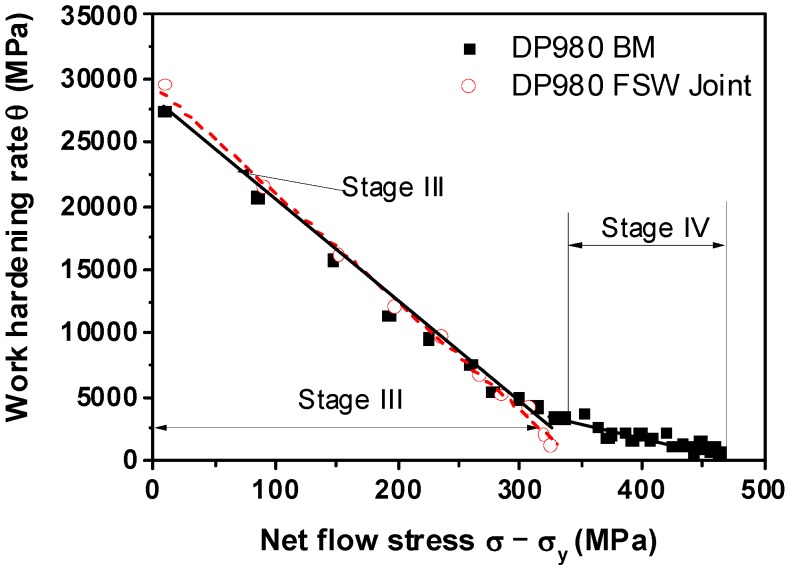 Work hardening rate θ (MPa)
35000
30000
25000
20000
15000
10000
5000
0
DP980 BM
DP980 FSW Joint
Stage III
Stage IV
Stage III
0 100 200 300 400 500
Net flow stress σ − σy (MPa)